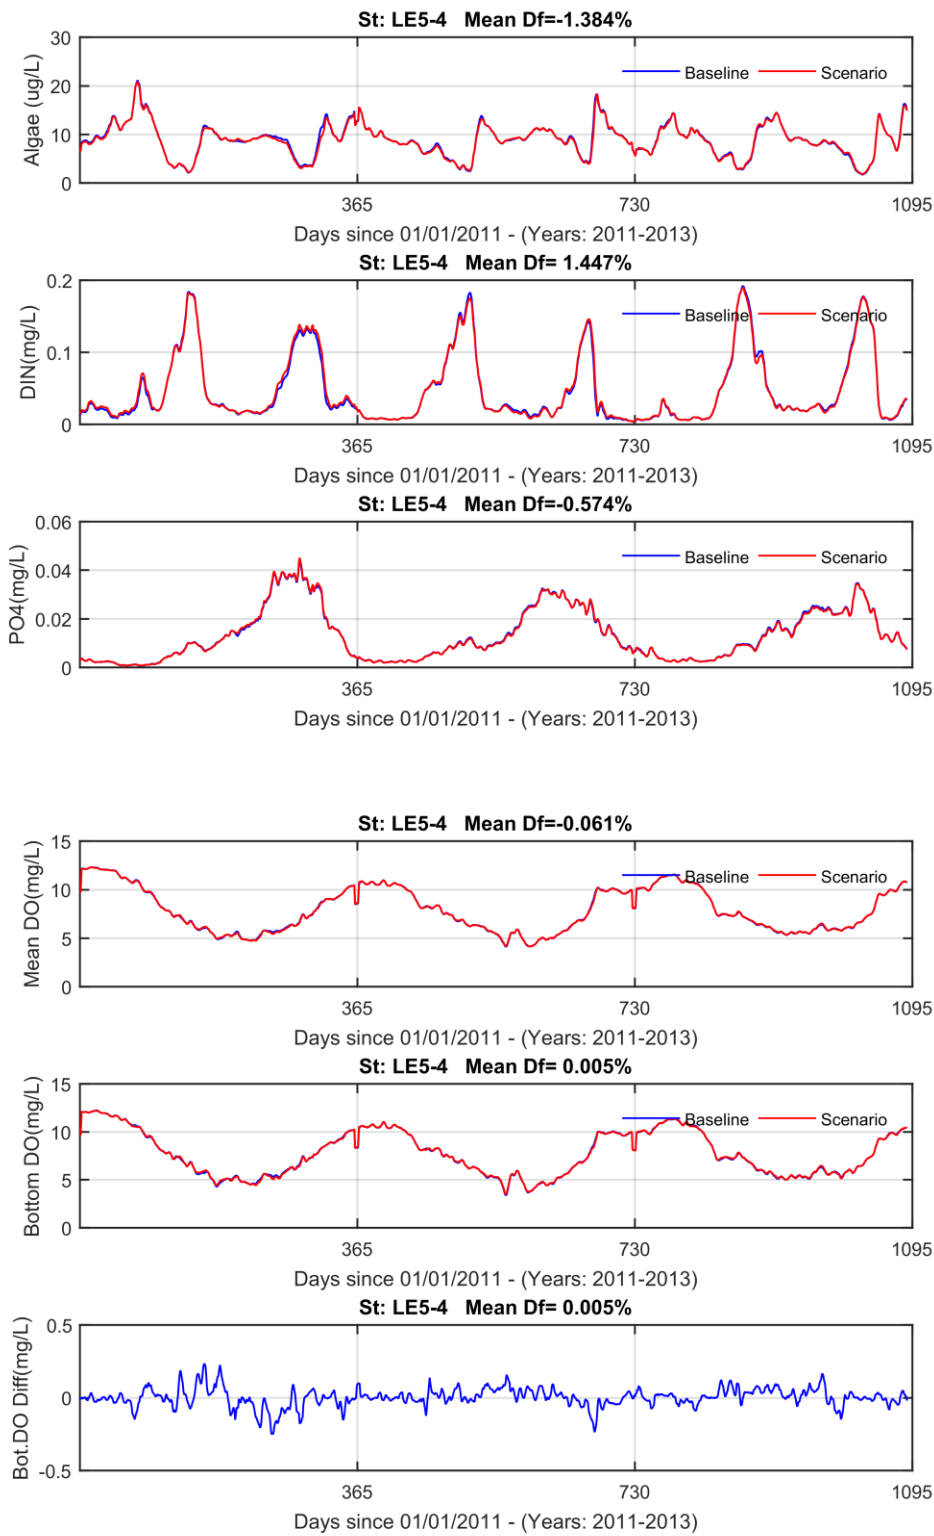 St: LE5-4 Mean Df=-1.384%
30
20
10
0
Algae (ug/L)
Baseline
Scenario
365 730 1095
Days since 01/01/2011 - (Years: 2011-2013)
St: LE5-4 Mean Df= 1.447%
0.2
0.1
0
DIN(mg/L)
Baseline
Scenario
365 730 1095
Days since 01/01/2011 - (Years: 2011-2013)
St: LE5-4 Mean Df=-0.574%
0.06
0.04
0.02
0
PO4(mg/L)
Baseline
Scenario
365 730 1095
Days since 01/01/2011 - (Years: 2011-2013)
St: LE5-4 Mean Df=-0.061%
15
10
5
0
Mean DO(mg/L)
Baseline
Scenario
365 730 1095
Days since 01/01/2011 - (Years: 2011-2013)
St: LE5-4 Mean Df= 0.005%
15
10
5
0
Bottom DO(mg/L)
Baseline
Scenario
365 730 1095
Days since 01/01/2011 - (Years: 2011-2013)
St: LE5-4 Mean Df= 0.005%
0.5
0
-0.5
Bot.DO Diff(mg/L)
365 730 1095
Days since 01/01/2011 - (Years: 2011-2013)